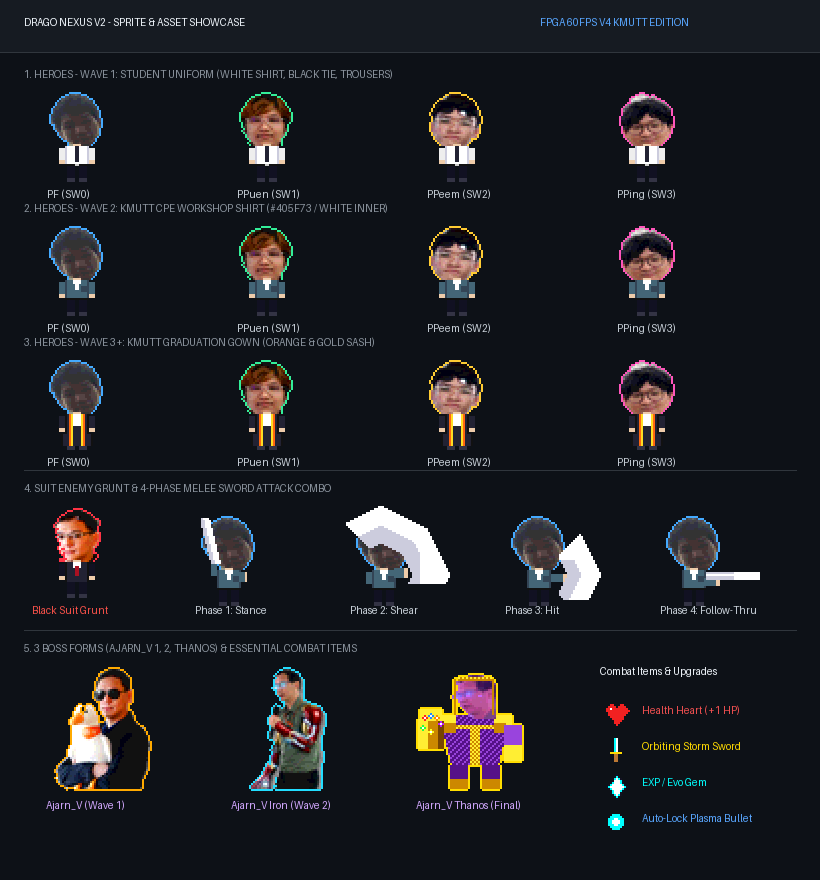 DRAGO NEXUS V2 - SPRITE & ASSET SHOWCASE
FPGA 60FPS V4 KMUTT EDITION
1. HEROES - WAVE 1: STUDENT UNIFORM (WHITE SHIRT, BLACK TIE, TROUSERS)
PF (SW0) PPuen (SW1) PPeem (SW2) PPing (SW3)
2. HEROES - WAVE 2: KMUTT CPE WORKSHOP SHIRT (#405F73 / WHITE INNER)
PF (SW0) PPuen (SW1) PPeem (SW2) PPing (SW3)
3. HEROES - WAVE 3+: KMUTT GRADUATION GOWN (ORANGE & GOLD SASH)
PF (SW0) PPuen (SW1) PPeem (SW2) PPing (SW3)
4. SUIT ENEMY GRUNT & 4-PHASE MELEE SWORD ATTACK COMBO
Black Suit Grunt Phase 1: Stance Phase 2: Shear Phase 3: Hit Phase 4: Follow-Thru
5. 3 BOSS FORMS (AJARN_V 1, 2, THANOS) & ESSENTIAL COMBAT ITEMS
Ajarn_V (Wave 1) Ajarn_V Iron (Wave 2) Ajarn_V Thanos (Final)
Combat Items & Upgrades
Health Heart (+1 HP)
Orbiting Storm Sword
EXP / Evo Gem
Auto-Lock Plasma Bullet